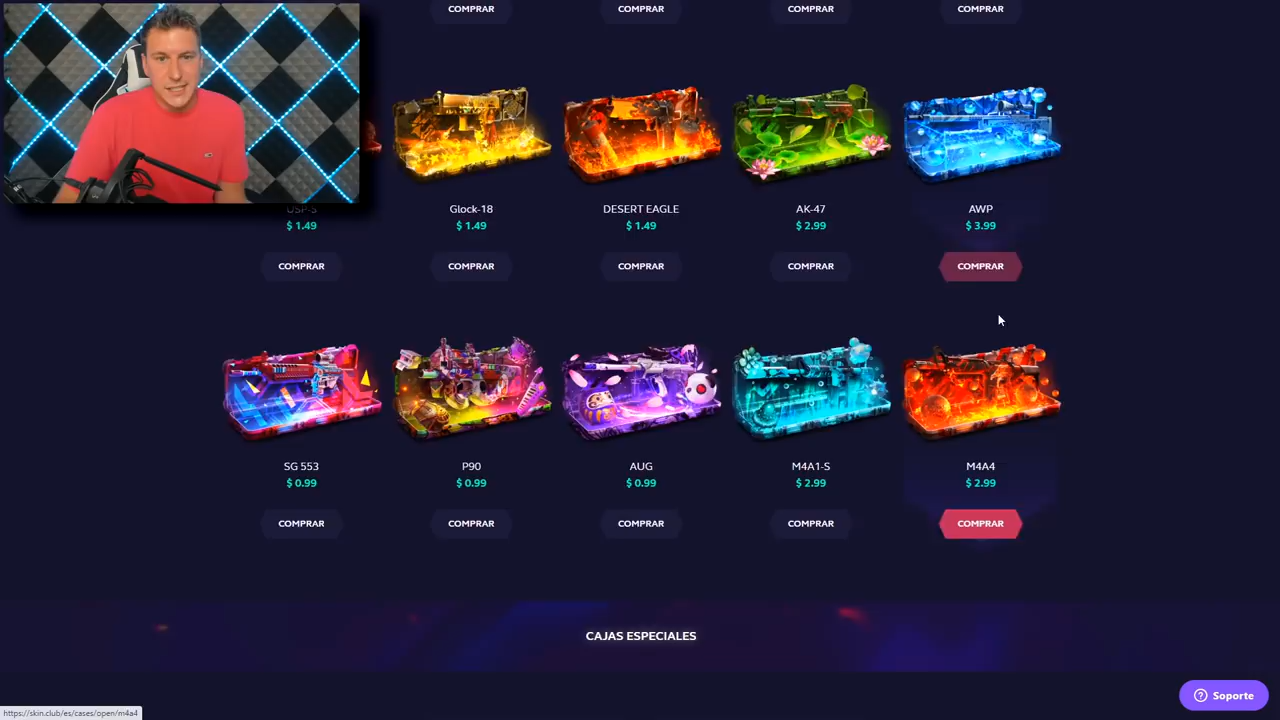 COMPRAR COMPRAR COMPRAR COMPRAR
USP-S Glock-18 DESERT EAGLE AK-47 AWP
$ 1.49 $ 1.49 $ 1.49 $ 2.99 $ 3.99
COMPRAR COMPRAR COMPRAR COMPRAR COMPRAR
SG 553 P90 AUG M4A1-S M4A4
$ 0.99 $ 0.99 $ 0.99 $ 2.99 $ 2.99
COMPRAR COMPRAR COMPRAR COMPRAR COMPRAR
CAJAS ESPECIALES
Soporte
https://skin.club/es/cases/open/m4a4